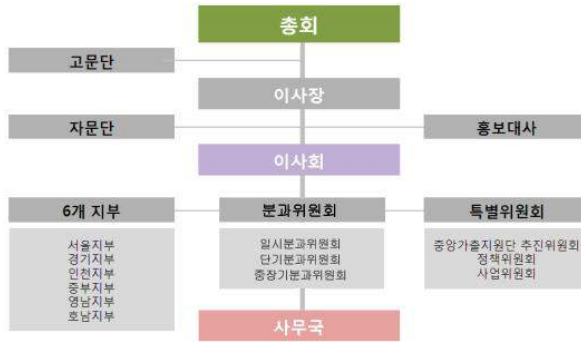 총회
고문단
이사장
자문단
홍보대사
이사회
6개 지부
분과위원회
특별위원회
서울지부
경기지부
인천지부
중부지부
영남지부
호남지부
일시분과위원회
단기분과위원회
중장기분과위원회
중앙가출지원단 추진위원회
정책위원회
사업위원회
사무국